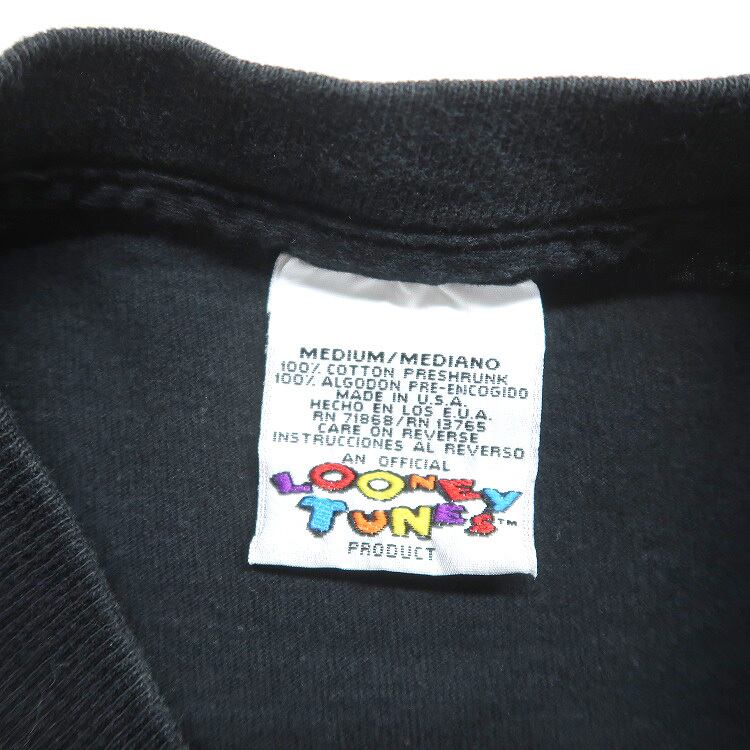 MEDIUM/MEDIANO
100% COTTON PRESHRUNK
100% ALGODON PRE-ENCOGIDO
MADE IN U.S.A.
HECHO EN LOS E.U.A.
RN 71868/RN 13765
CARE ON REVERSE
INSTRUCCIONES AL REVERSO
AN OFFICIAL
LOONEY
TUNES™
PRODUCT